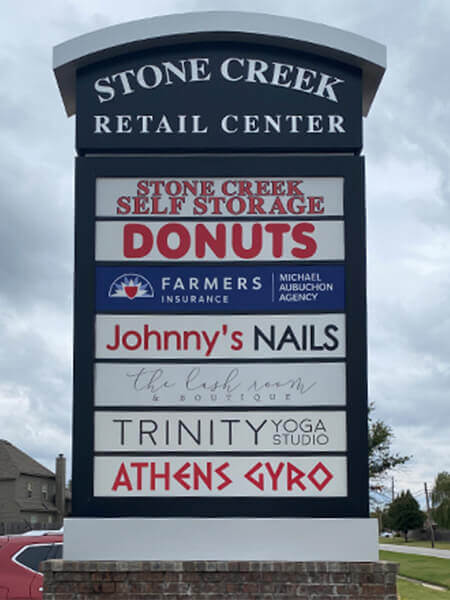 STONE CREEK
RETAIL CENTER
STONE CREEK
SELF STORAGE
DONUTS
FARMERS
INSURANCE
MICHAEL
AUBUCHON
AGENCY
Johnny's NAILS
the lash room
& BOUTIQUE
TRINITY YOGA
STUDIO
ATHENS GYRO